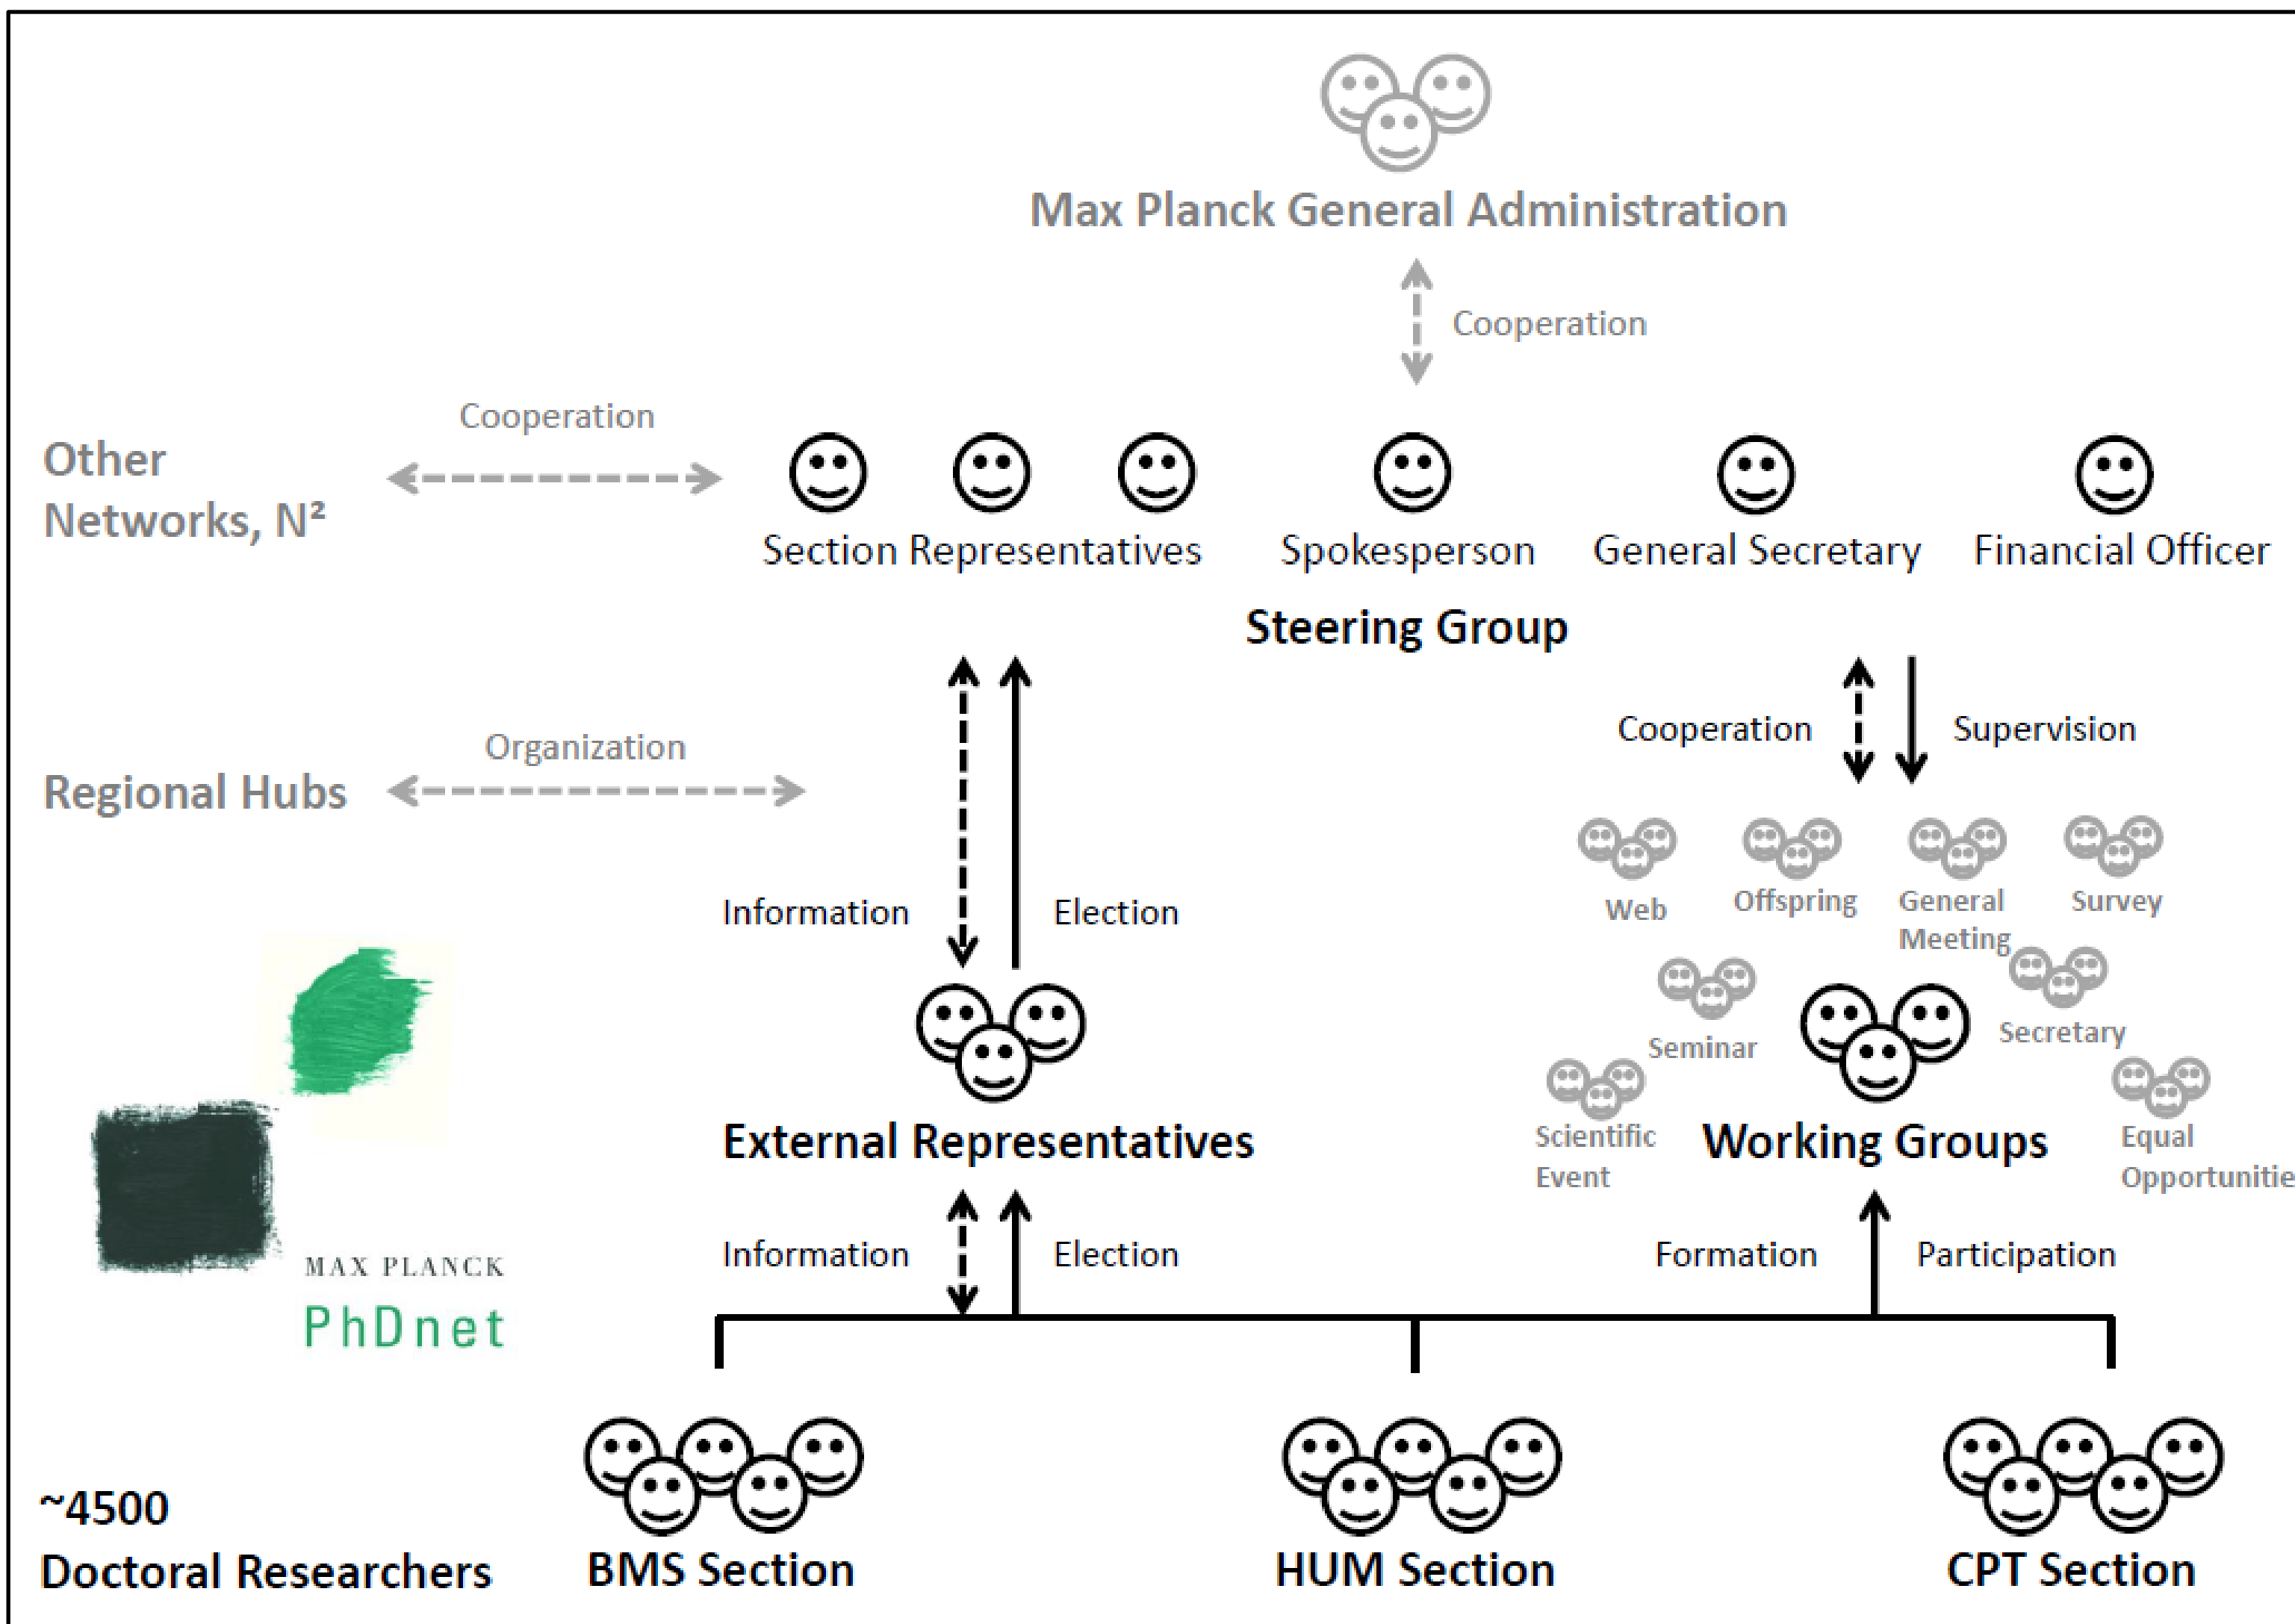 Max Planck General Administration
Cooperation
Cooperation
Other
Networks, N²
Section Representatives
Spokesperson
General Secretary
Financial Officer
Steering Group
Cooperation
Supervision
Organization
Regional Hubs
Web
Offspring
General
Meeting
Survey
Information
Election
Seminar
Secretary
Scientific
Event
Equal
Opportunitie
External Representatives
Working Groups
Information
Election
Formation
Participation
MAX PLANCK
PhDnet
~4500
Doctoral Researchers
BMS Section
HUM Section
CPT Section